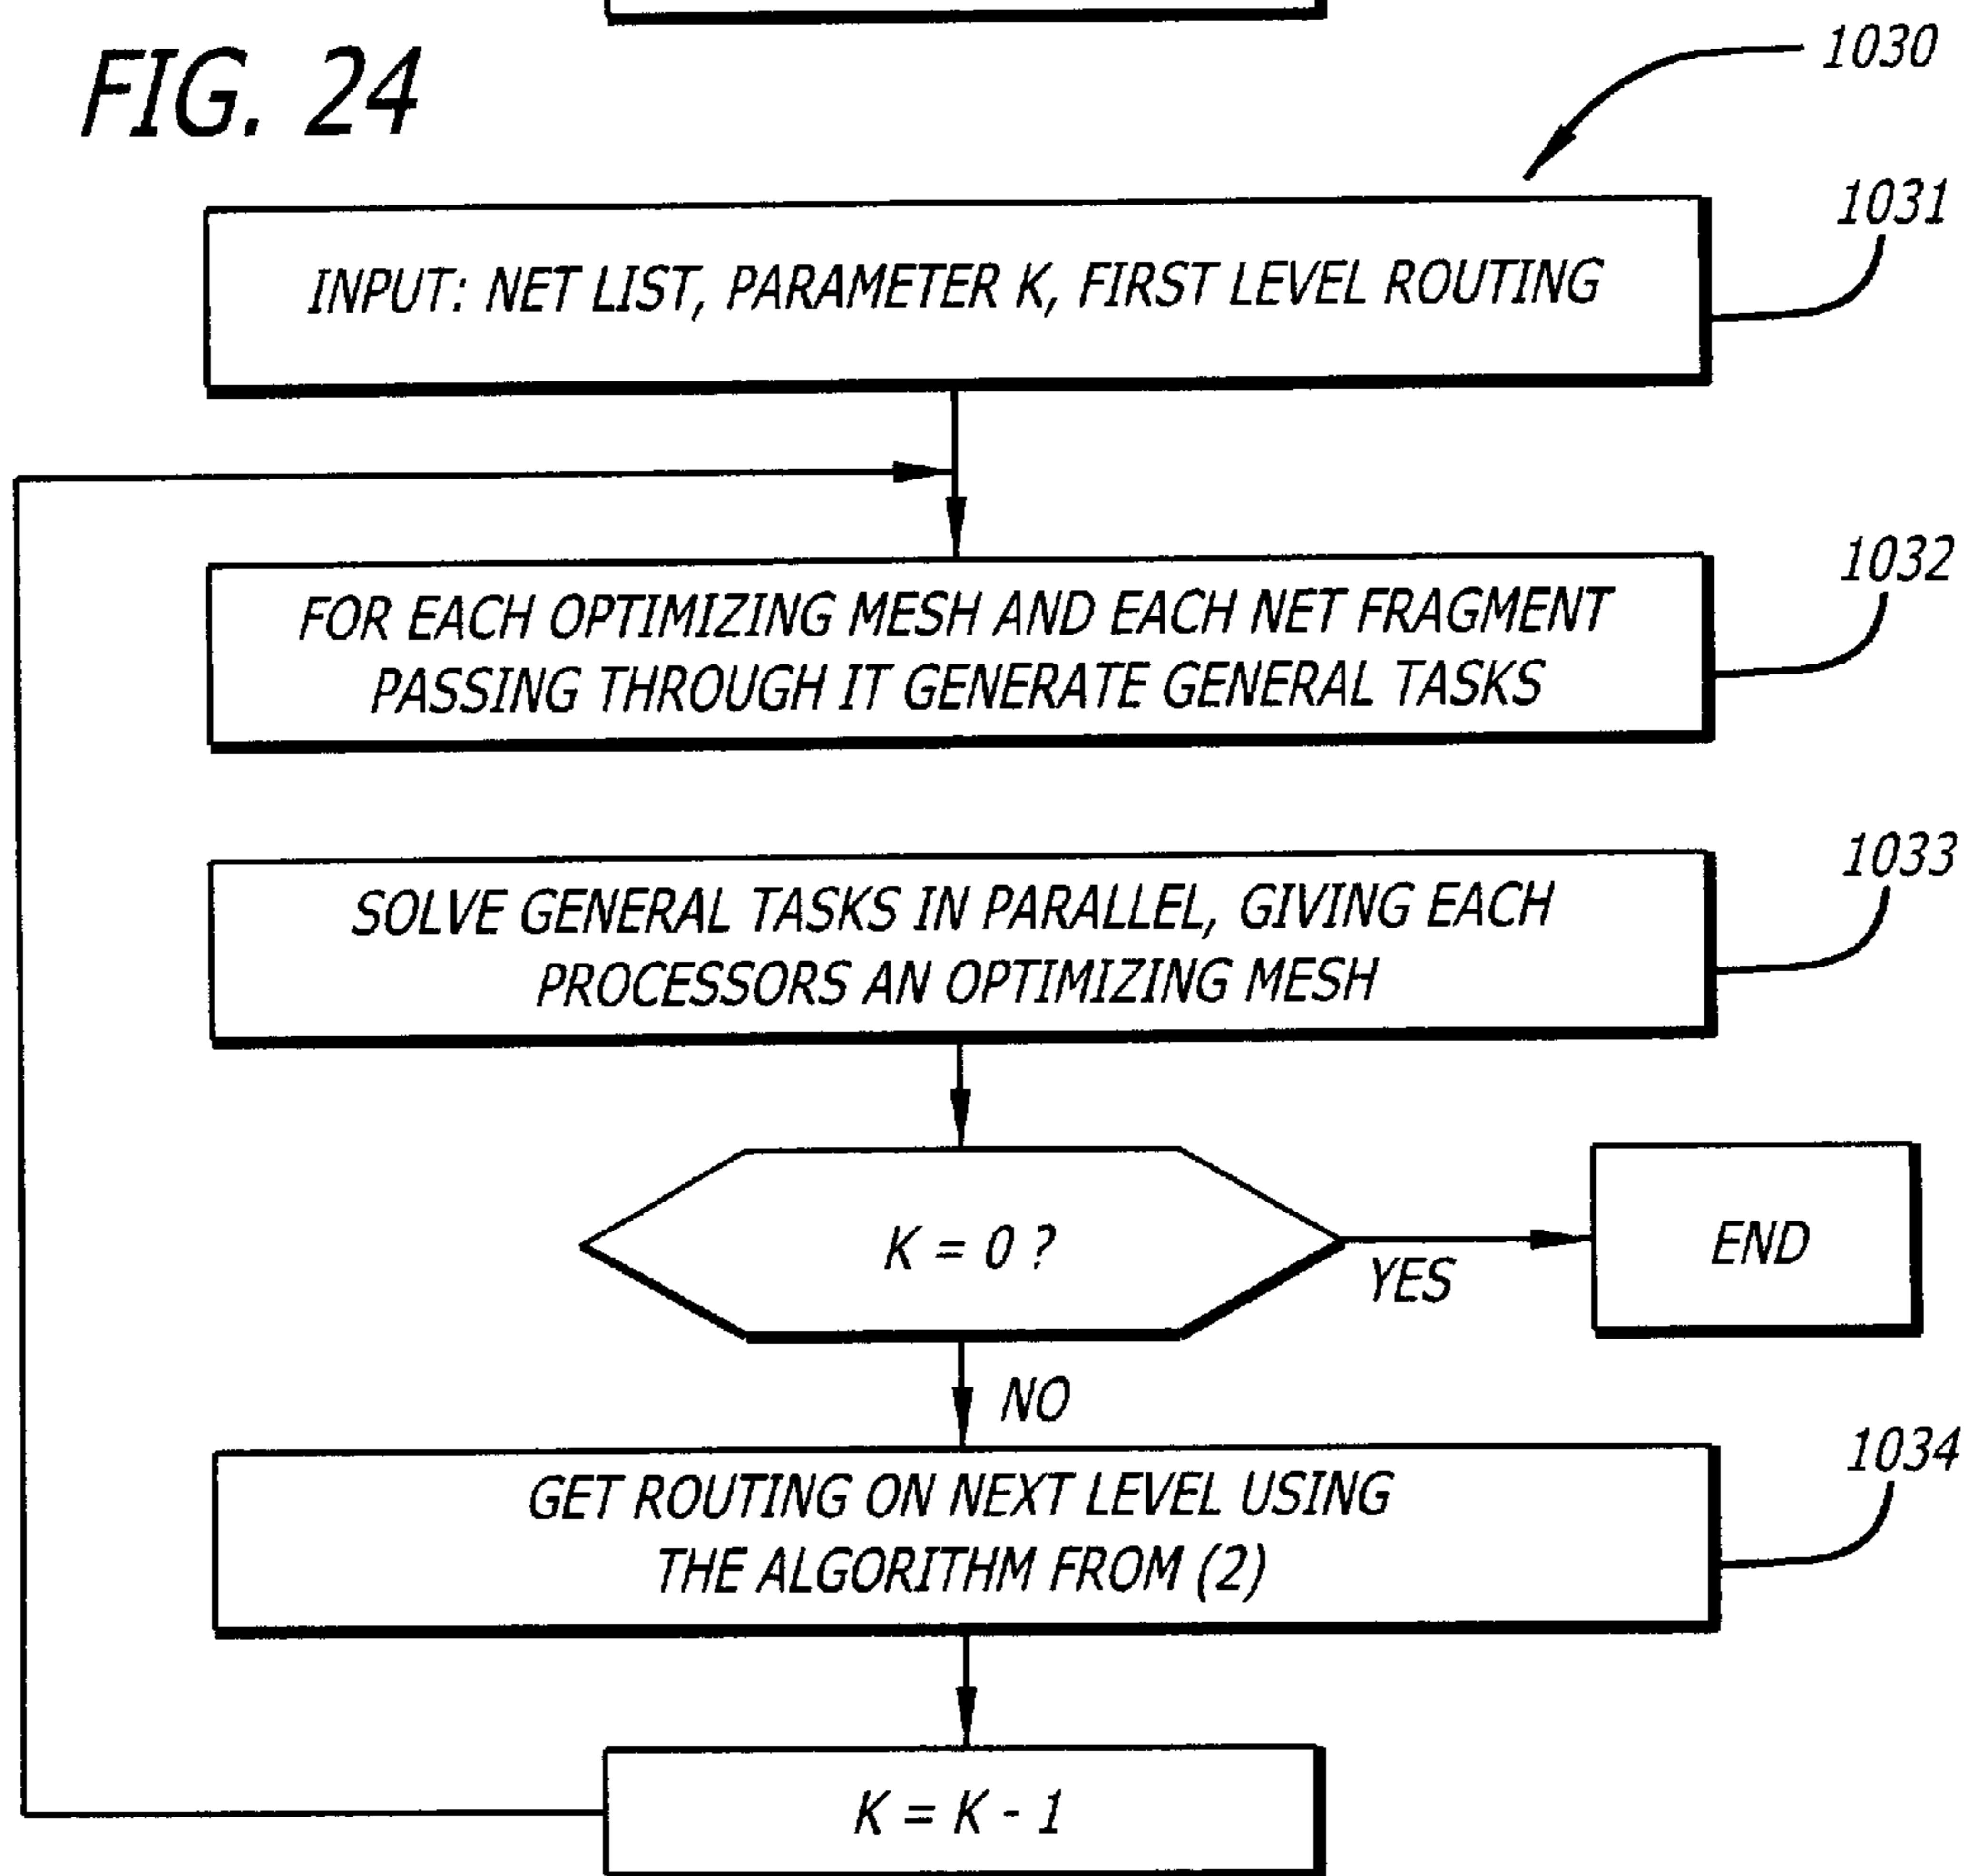 FIG. 24
1030
1031
INPUT: NET LIST, PARAMETER K, FIRST LEVEL ROUTING
1032
FOR EACH OPTIMIZING MESH AND EACH NET FRAGMENT
PASSING THROUGH IT GENERATE GENERAL TASKS
1033
SOLVE GENERAL TASKS IN PARALLEL, GIVING EACH
PROCESSORS AN OPTIMIZING MESH
K = 0 ?
YES
END
NO
1034
GET ROUTING ON NEXT LEVEL USING
THE ALGORITHM FROM (2)
K = K - 1